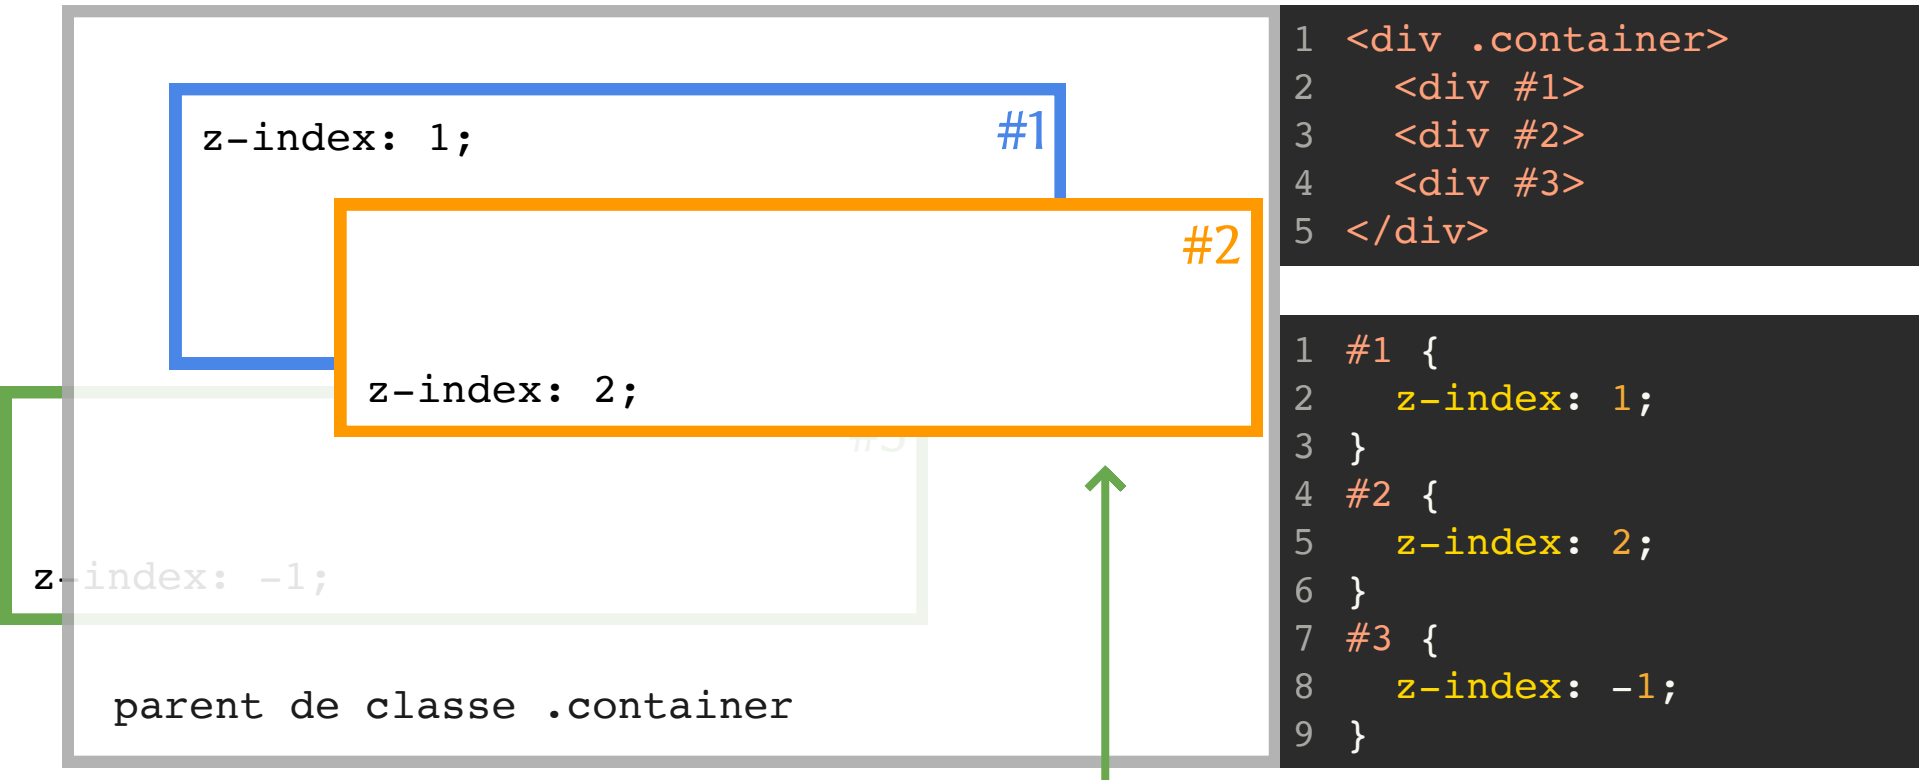 z-index: 1;
#1
#2
z-index: 2;
#3
z-index: -1;
parent de classe .container
1 <div .container>
2 <div #1>
3 <div #2>
4 <div #3>
5 </div>
1 #1 {
2 z-index: 1;
3 }
4 #2 {
5 z-index: 2;
6 }
7 #3 {
8 z-index: -1;
9 }